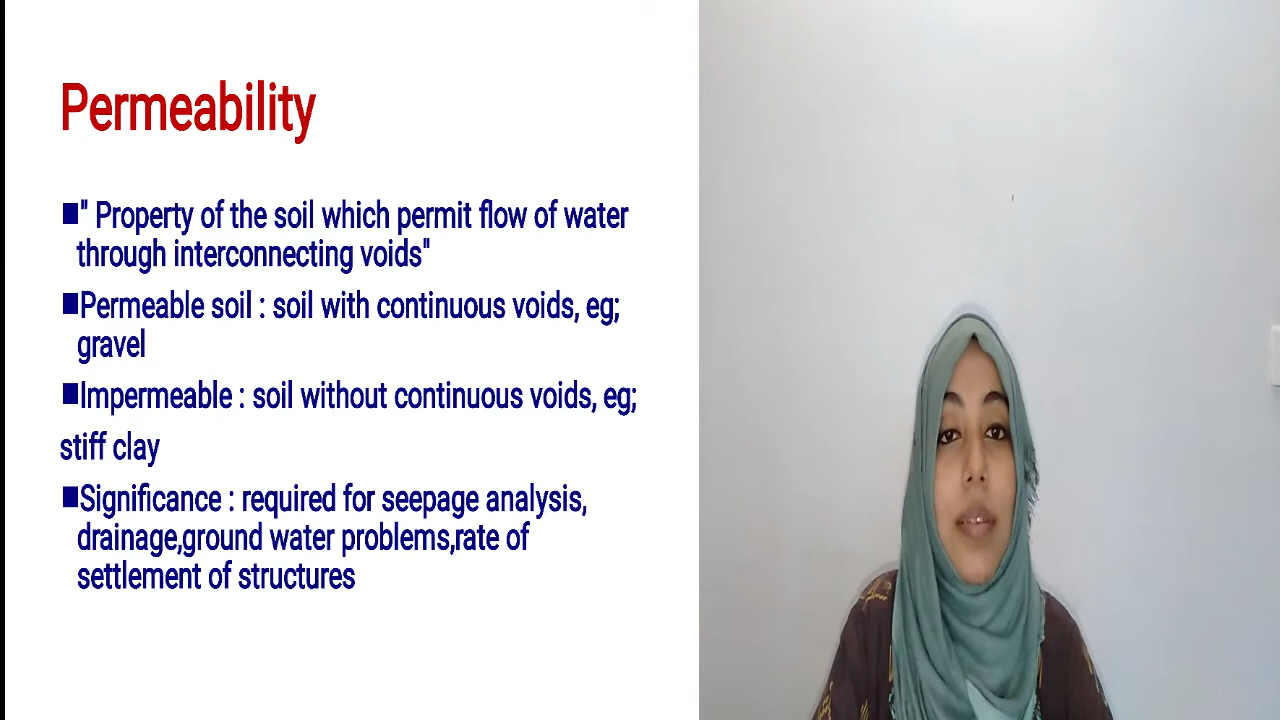 Permeability
■" Property of the soil which permit flow of water
through interconnecting voids"
■Permeable soil : soil with continuous voids, eg;
gravel
■Impermeable : soil without continuous voids, eg;
stiff clay
■Significance : required for seepage analysis,
drainage,ground water problems,rate of
settlement of structures